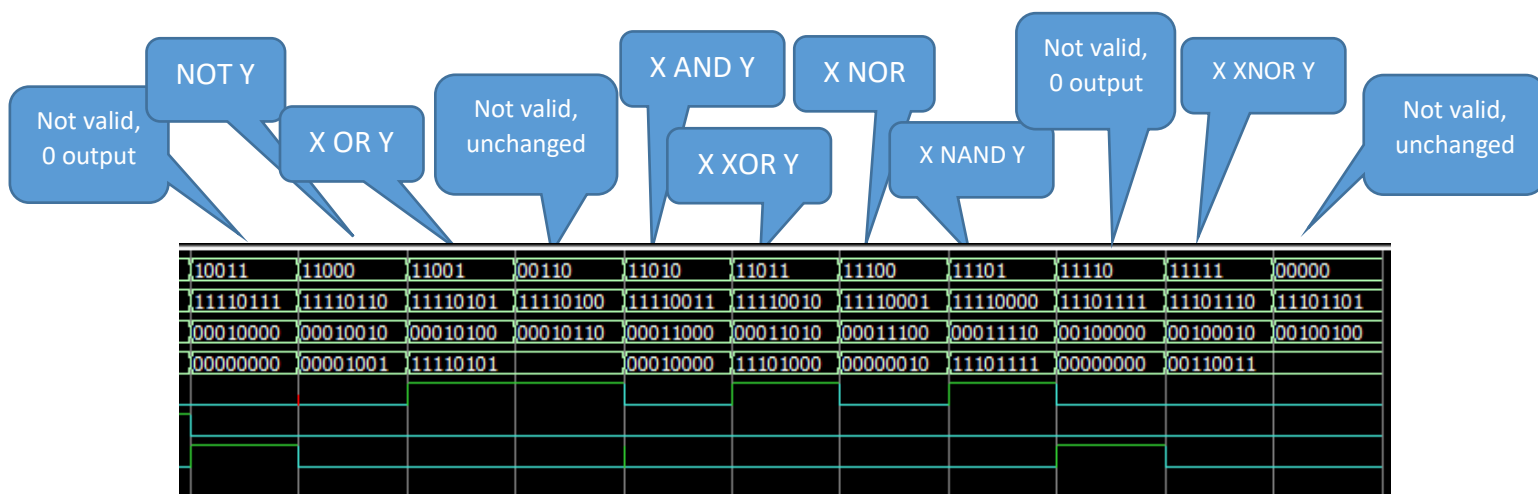 Not valid,
0 output
NOT Y
X OR Y
Not valid,
unchanged
X AND Y
X XOR Y
X NOR
X NAND Y
Not valid,
0 output
X XNOR Y
Not valid,
unchanged
10011 11000 11001 00110 11010 11011 11100 11101 11110 11111 00000
11110111 11110110 11110101 11110100 11110011 11110010 11110001 11110000 11101111 11101110 11101101
00010000 00010010 00010100 00010110 00011000 00011010 00011100 00011110 00100000 00100010 00100100
00000000 00001001 11110101 00010000 11101000 00000010 11101111 00000000 00110011